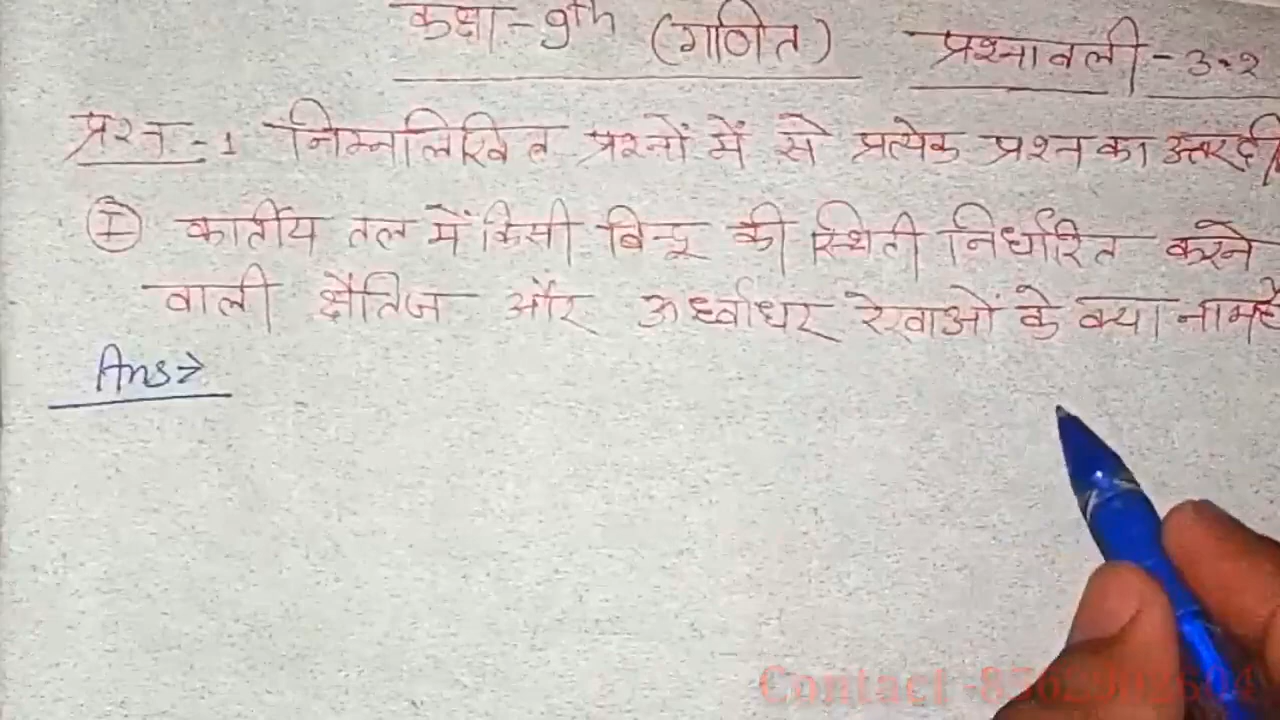 कक्षा-9th (गणित) प्रश्नावली-3.2
प्रश्न-1 निम्नलिखित प्रश्नों में से प्रत्येक प्रश्न का उत्तर
(I) कार्तीय तल में किसी बिन्दू की स्थिती निर्धारित करने
वाली क्षैतिज और ऊर्ध्वाधर रेखाओं के क्या नाम है
Ans⇒
Contact